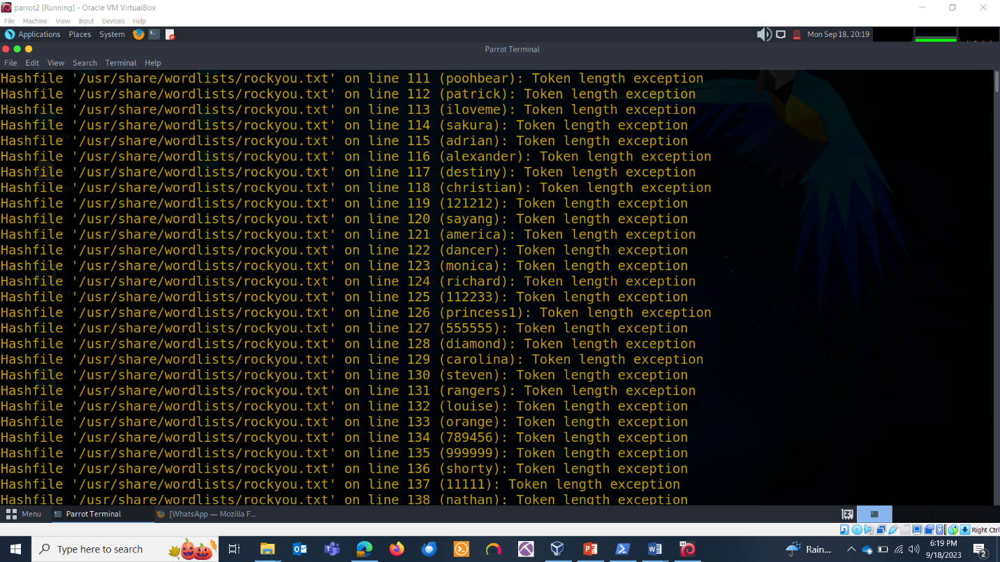 parrot2 [Running] - Oracle VM VirtualBox
File Machine View Input Devices Help
Applications Places System Mon Sep 18, 20:19
Parrot Terminal
File Edit View Search Terminal Help
Hashfile '/usr/share/wordlists/rockyou.txt' on line 111 (poohbear): Token length exception
Hashfile '/usr/share/wordlists/rockyou.txt' on line 112 (patrick): Token length exception
Hashfile '/usr/share/wordlists/rockyou.txt' on line 113 (iloveme): Token length exception
Hashfile '/usr/share/wordlists/rockyou.txt' on line 114 (sakura): Token length exception
Hashfile '/usr/share/wordlists/rockyou.txt' on line 115 (adrian): Token length exception
Hashfile '/usr/share/wordlists/rockyou.txt' on line 116 (alexander): Token length exception
Hashfile '/usr/share/wordlists/rockyou.txt' on line 117 (destiny): Token length exception
Hashfile '/usr/share/wordlists/rockyou.txt' on line 118 (christian): Token length exception
Hashfile '/usr/share/wordlists/rockyou.txt' on line 119 (121212): Token length exception
Hashfile '/usr/share/wordlists/rockyou.txt' on line 120 (sayang): Token length exception
Hashfile '/usr/share/wordlists/rockyou.txt' on line 121 (america): Token length exception
Hashfile '/usr/share/wordlists/rockyou.txt' on line 122 (dancer): Token length exception
Hashfile '/usr/share/wordlists/rockyou.txt' on line 123 (monica): Token length exception
Hashfile '/usr/share/wordlists/rockyou.txt' on line 124 (richard): Token length exception
Hashfile '/usr/share/wordlists/rockyou.txt' on line 125 (112233): Token length exception
Hashfile '/usr/share/wordlists/rockyou.txt' on line 126 (princess1): Token length exception
Hashfile '/usr/share/wordlists/rockyou.txt' on line 127 (555555): Token length exception
Hashfile '/usr/share/wordlists/rockyou.txt' on line 128 (diamond): Token length exception
Hashfile '/usr/share/wordlists/rockyou.txt' on line 129 (carolina): Token length exception
Hashfile '/usr/share/wordlists/rockyou.txt' on line 130 (steven): Token length exception
Hashfile '/usr/share/wordlists/rockyou.txt' on line 131 (rangers): Token length exception
Hashfile '/usr/share/wordlists/rockyou.txt' on line 132 (louise): Token length exception
Hashfile '/usr/share/wordlists/rockyou.txt' on line 133 (orange): Token length exception
Hashfile '/usr/share/wordlists/rockyou.txt' on line 134 (789456): Token length exception
Hashfile '/usr/share/wordlists/rockyou.txt' on line 135 (999999): Token length exception
Hashfile '/usr/share/wordlists/rockyou.txt' on line 136 (shorty): Token length exception
Hashfile '/usr/share/wordlists/rockyou.txt' on line 137 (11111): Token length exception
Hashfile '/usr/share/wordlists/rockyou.txt' on line 138 (nathan): Token length exception
Menu Parrot Terminal [WhatsApp — Mozilla F...
Right Ctrl
Type here to search Rain... 6:19 PM
9/18/2023 2